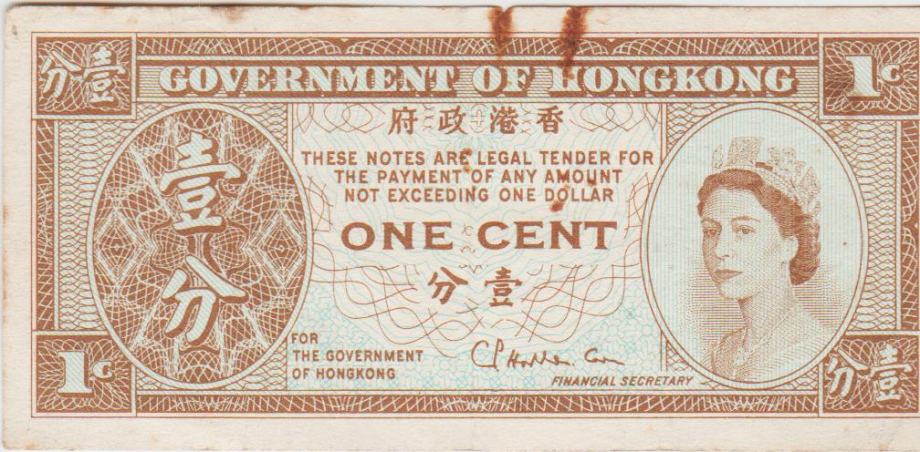 分壹
GOVERNMENT OF HONGKONG
1c
府政港香
THESE NOTES ARE LEGAL TENDER FOR
THE PAYMENT OF ANY AMOUNT
NOT EXCEEDING ONE DOLLAR
壹分
ONE CENT
分壹
FOR
THE GOVERNMENT
OF HONGKONG
FINANCIAL SECRETARY
1c
分壹